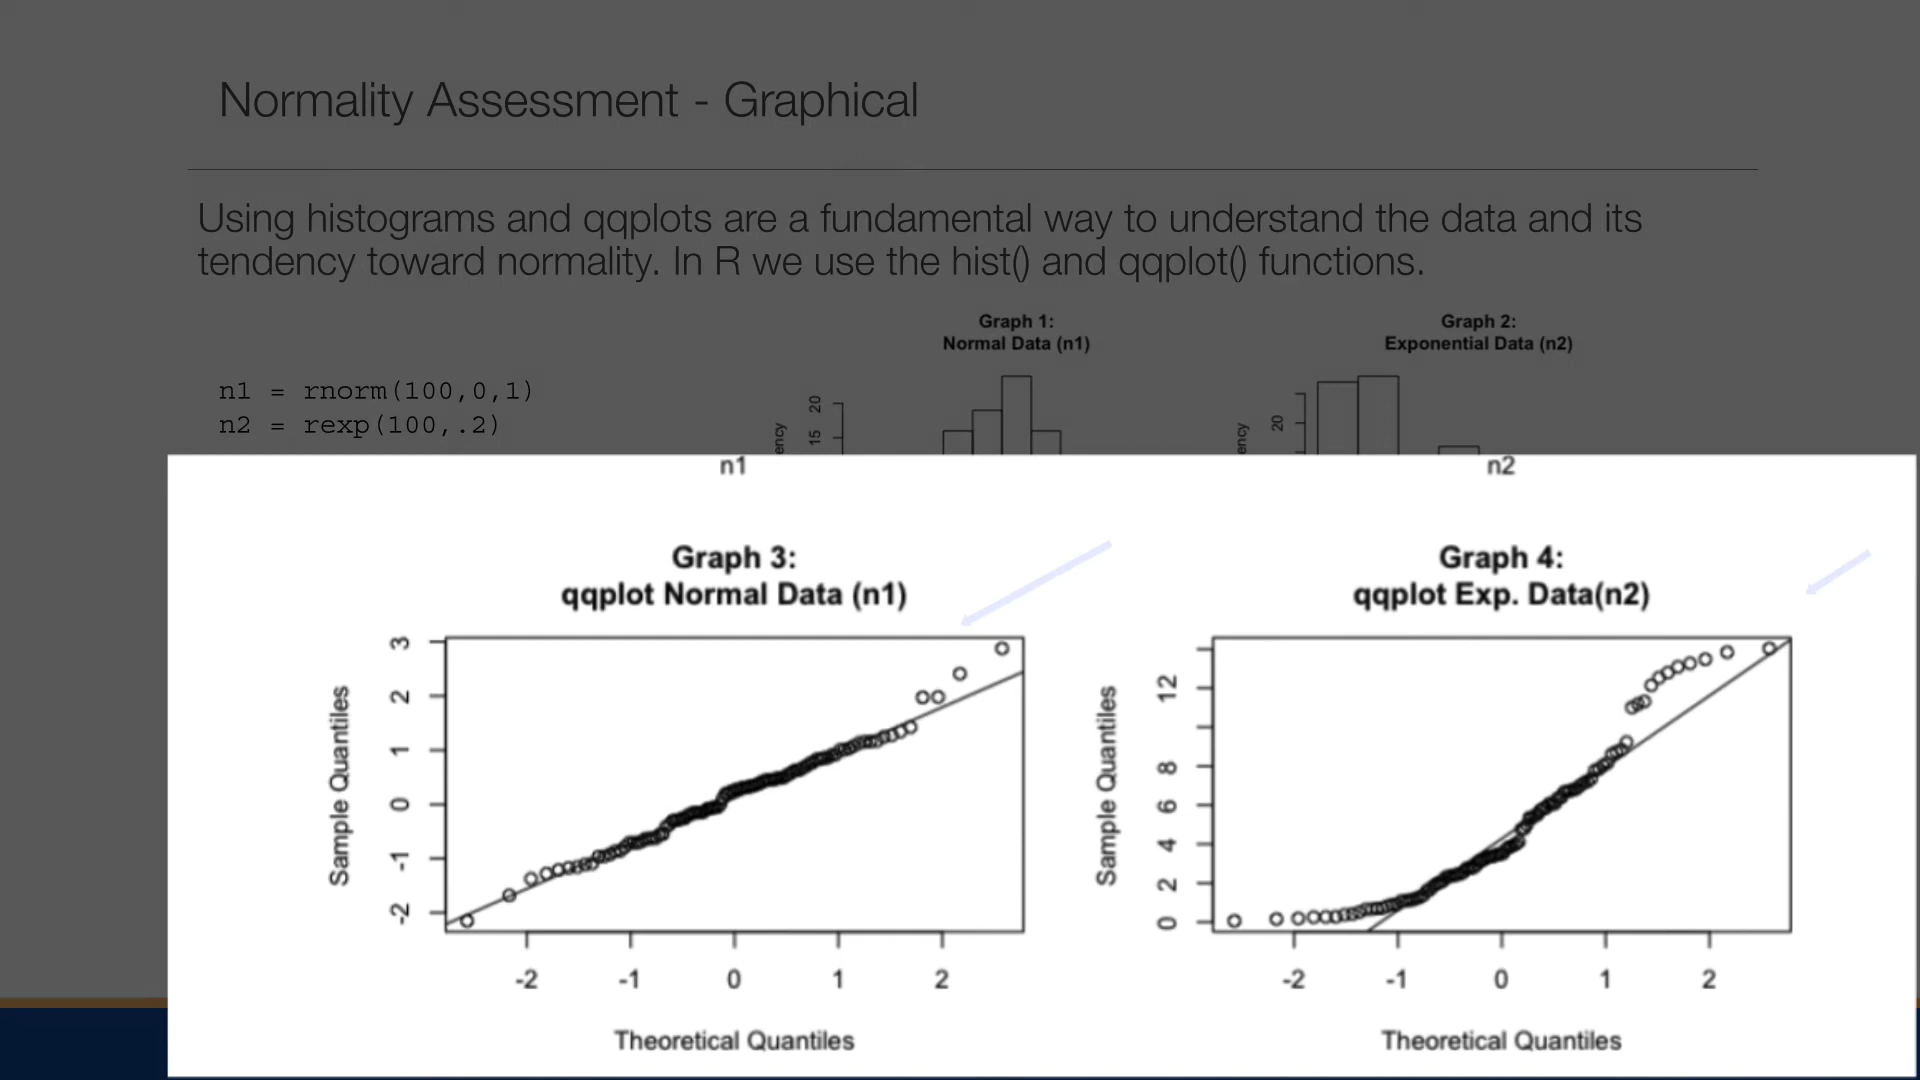 Normality Assessment - Graphical
Using histograms and qqplots are a fundamental way to understand the data and its
tendency toward normality. In R we use the hist() and qqplot() functions.
Graph 1:
Normal Data (n1)
Graph 2:
Exponential Data (n2)
n1 = rnorm(100,0,1)
n2 = rexp(100,.2)
20
15
ency
20
ency
n1
n2
Graph 3:
qqplot Normal Data (n1)
Sample Quantiles
3
2
1
0
-1
-2
-2 -1 0 1 2
Theoretical Quantiles
Graph 4:
qqplot Exp. Data(n2)
Sample Quantiles
12
8
6
4
2
0
-2 -1 0 1 2
Theoretical Quantiles